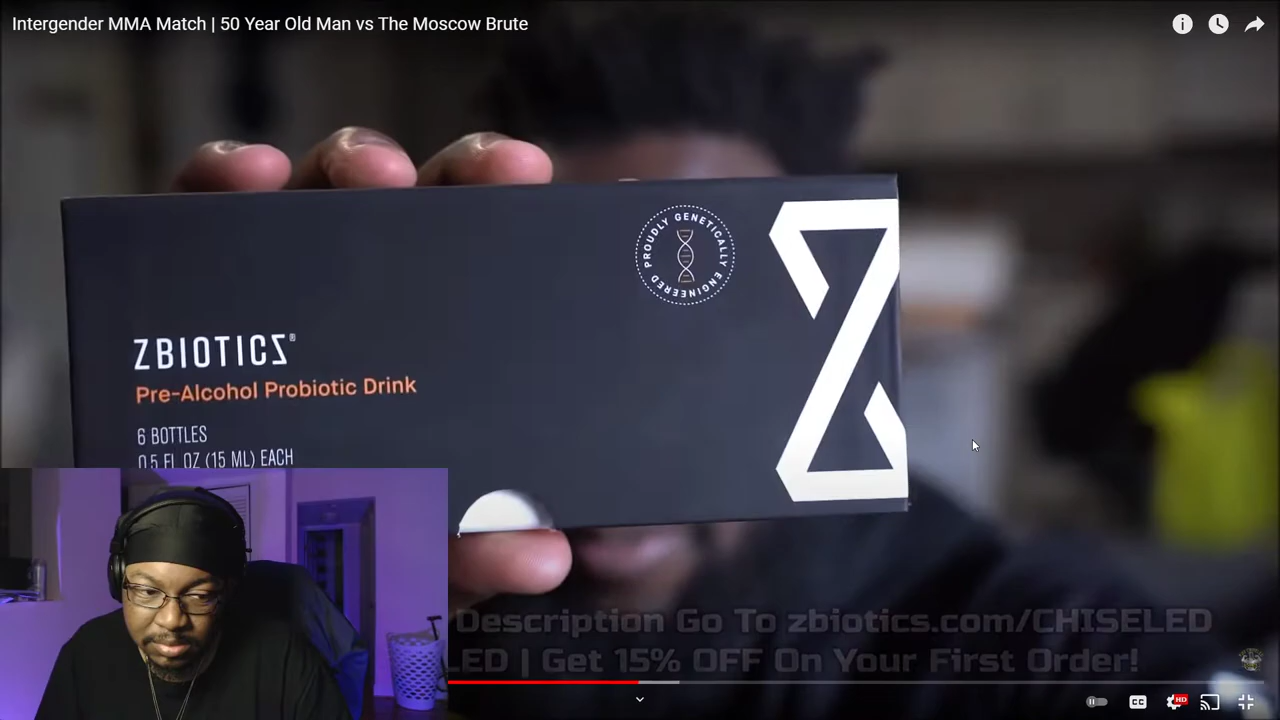 Intergender MMA Match | 50 Year Old Man vs The Moscow Brute
PROUDLY GENETICALLY ENGINEERED
ZBIOTICS®
Pre-Alcohol Probiotic Drink
6 BOTTLES
0.5 FL OZ (15 ML) EACH
Description Go To zbiotics.com/CHISELED
LED | Get 15% OFF On Your First Order!
CC
HD